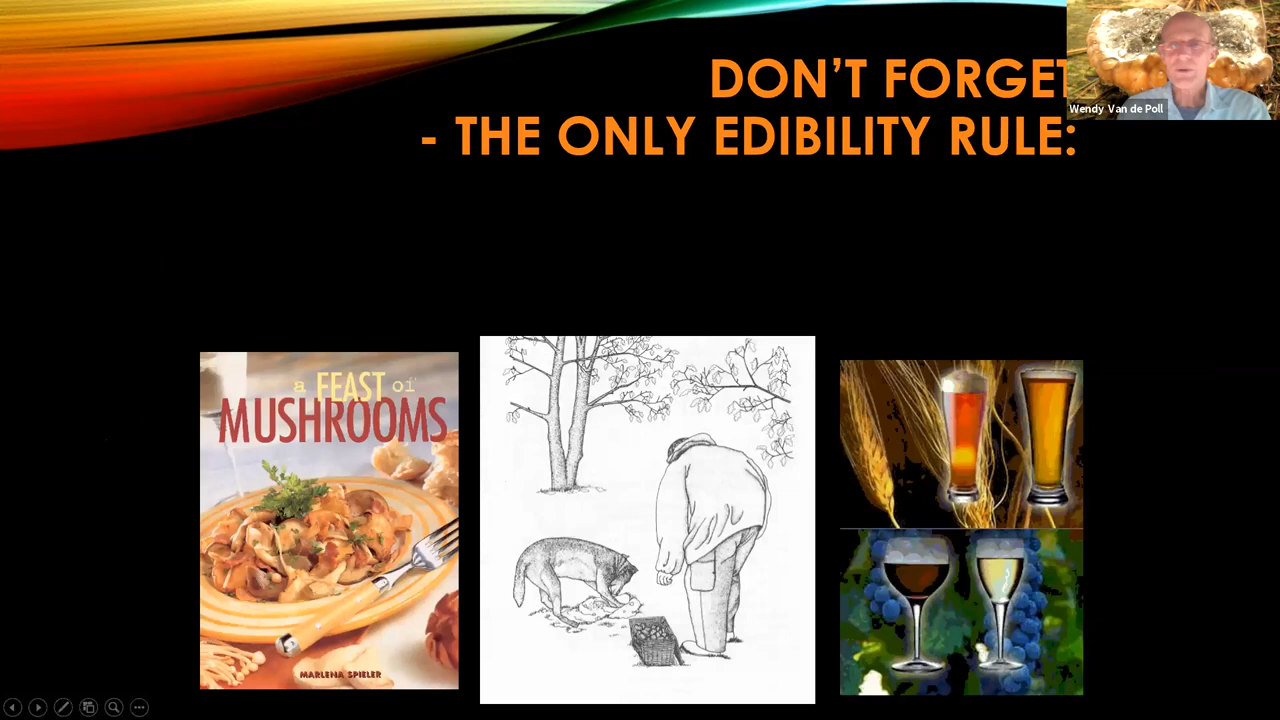 DON'T FORGET
- THE ONLY EDIBILITY RULE:
Wendy Van de Poll
a FEAST of
MUSHROOMS
MARLENA SPIELER